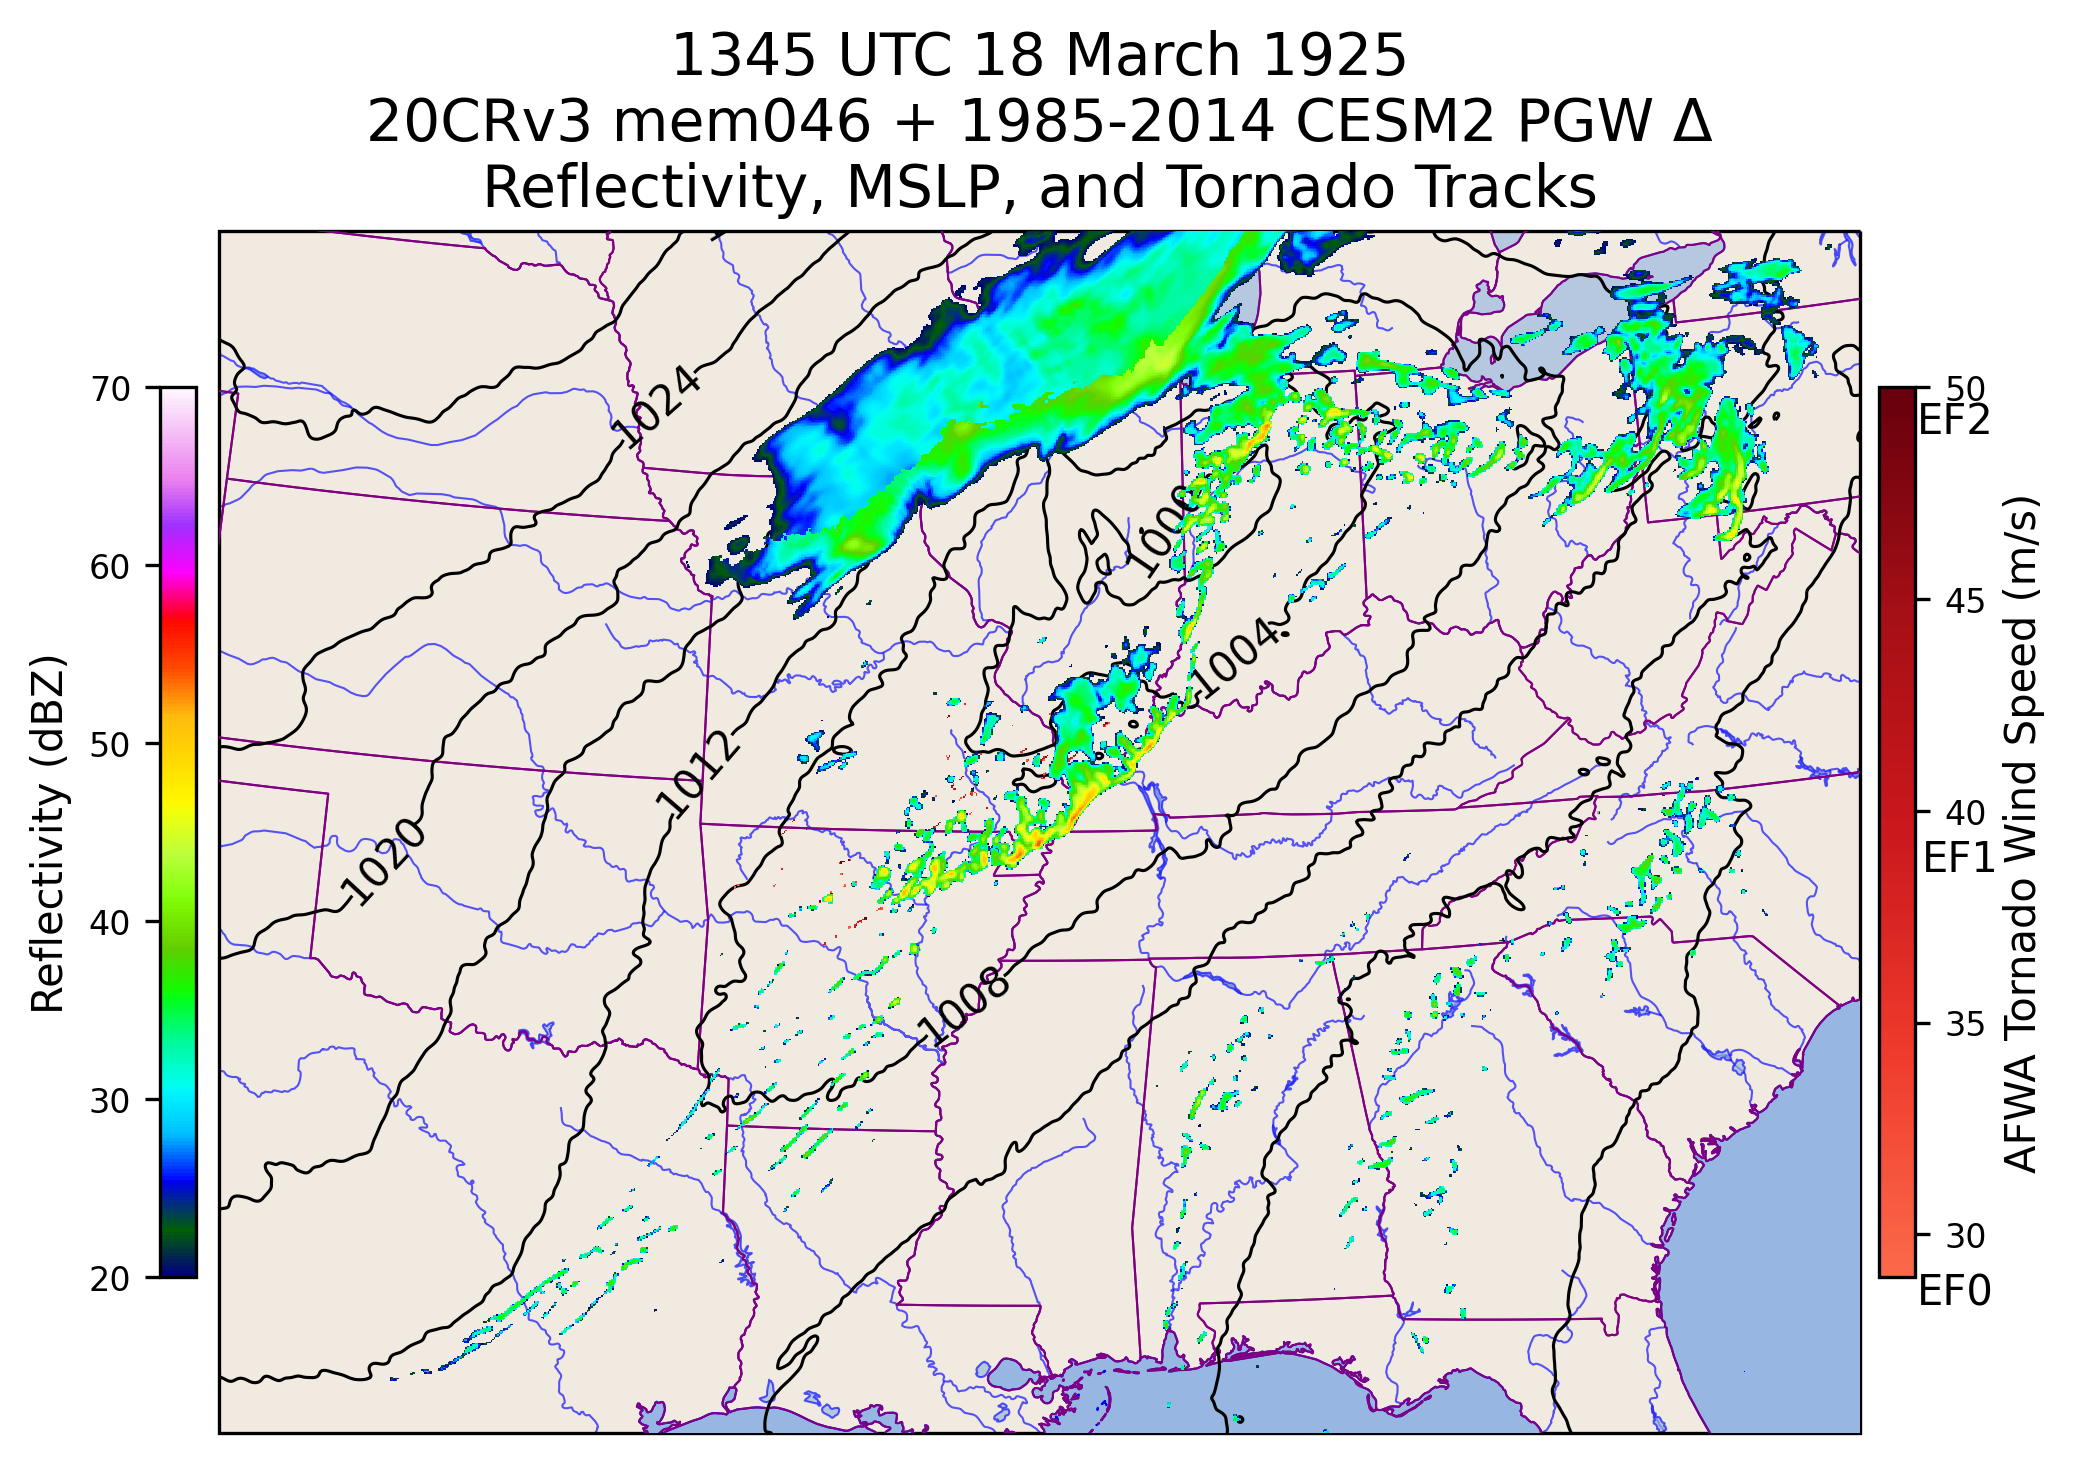 1345 UTC 18 March 1925
20CRv3 mem046 + 1985-2014 CESM2 PGW Δ
Reflectivity, MSLP, and Tornado Tracks
Reflectivity (dBZ)
70
60
50
40
30
20
1024
1000
1004
1012
1020
1008
50
EF2
45
40
EF1
35
30
EF0
AFWA Tornado Wind Speed (m/s)